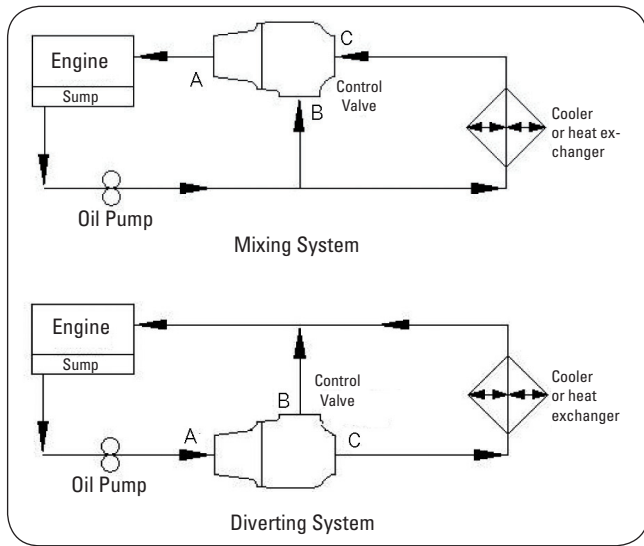 Engine
Sump
A
C
Control
Valve
B
Cooler
or heat ex-
changer
Oil Pump
Mixing System
Engine
Sump
Control
Valve
B
A
C
Cooler
or heat
exchanger
Oil Pump
Diverting System